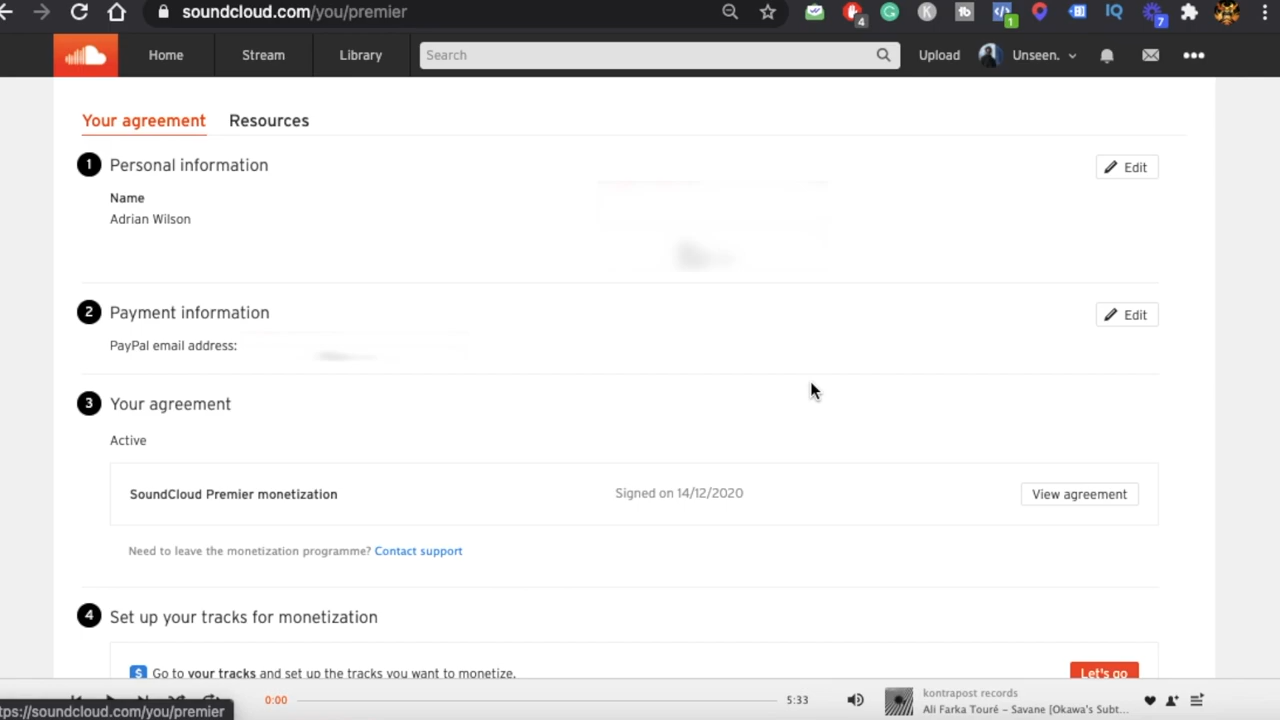 soundcloud.com/you/premier
4
1
7
Home
Stream
Library
Search
Upload
Unseen.
Your agreement
Resources
1
Personal information
Edit
Name
Adrian Wilson
2
Payment information
Edit
PayPal email address:
3
Your agreement
Active
SoundCloud Premier monetization
Signed on 14/12/2020
View agreement
Need to leave the monetization programme? Contact support
4
Set up your tracks for monetization
$ Go to your tracks and set up the tracks you want to monetize.
Let's go
0:00
5:33
kontrapost records
Ali Farka Touré – Savane [Okawa's Subt...
tps://soundcloud.com/you/premier